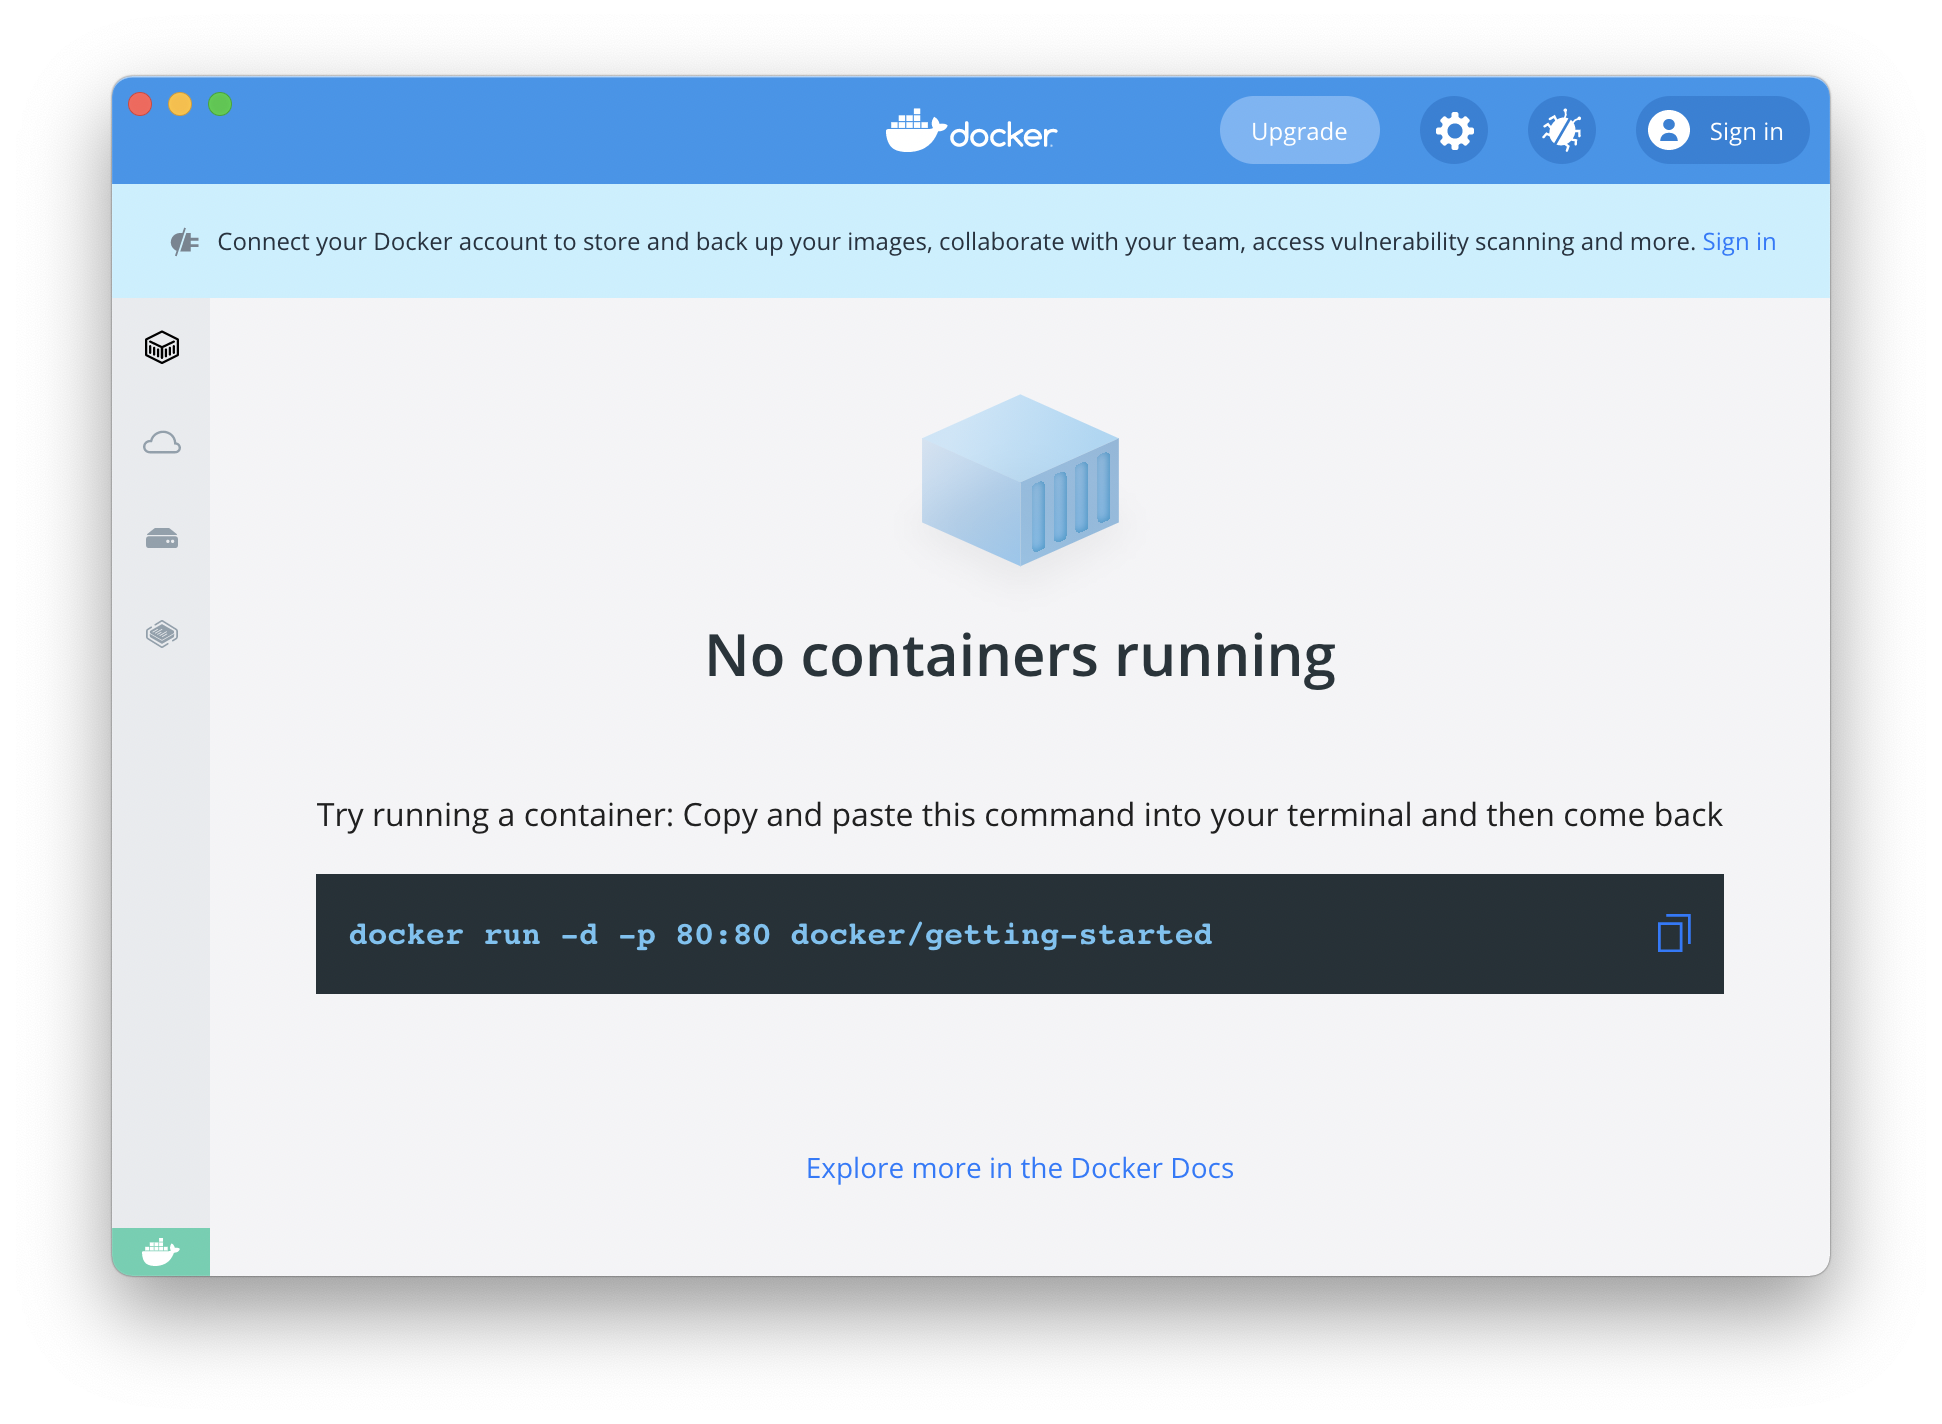 docker
Upgrade
Sign in
Connect your Docker account to store and back up your images, collaborate with your team, access vulnerability scanning and more. Sign in
No containers running
Try running a container: Copy and paste this command into your terminal and then come back
docker run -d -p 80:80 docker/getting-started
Explore more in the Docker Docs